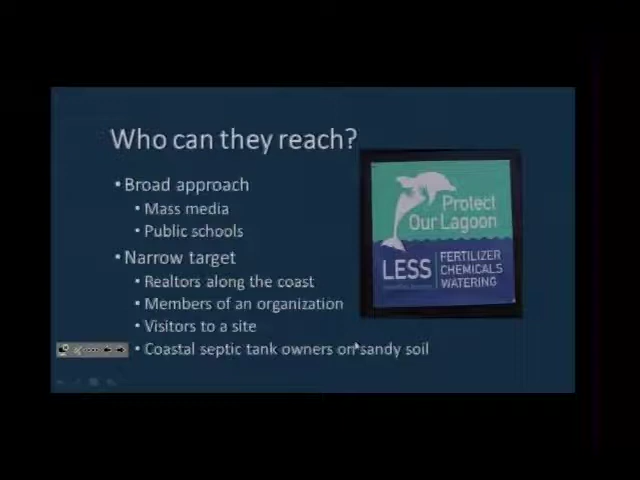 Who can they reach?
• Broad approach
• Mass media
• Public schools
• Narrow target
• Realtors along the coast
• Members of an organization
• Visitors to a site
• Coastal septic tank owners on sandy soil
Protect
Our Lagoon
LESS
FERTILIZER
CHEMICALS
WATERING